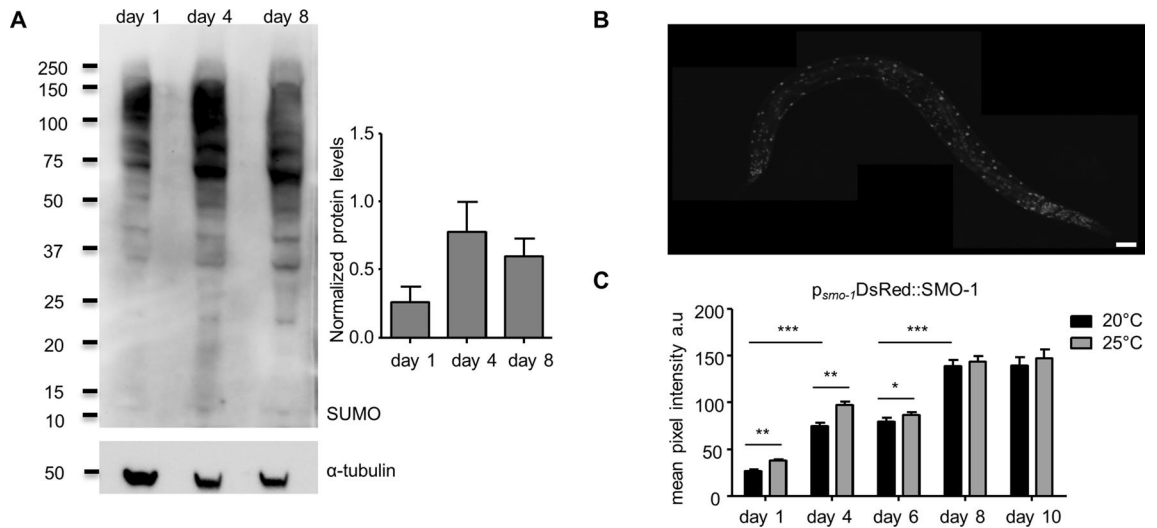 A
day 1 day 4 day 8
250
150
100
75
50
37
25
20
15
10
SUMO
50
α-tubulin
Normalized protein levels
1.5
1.0
0.5
0.0
day 1 day 4 day 8
B
C
psmo-1DsRed::SMO-1
mean pixel intensity a.u
200
150
100
50
0
***
***
**
**
*
20°C
25°C
day 1 day 4 day 6 day 8 day 10